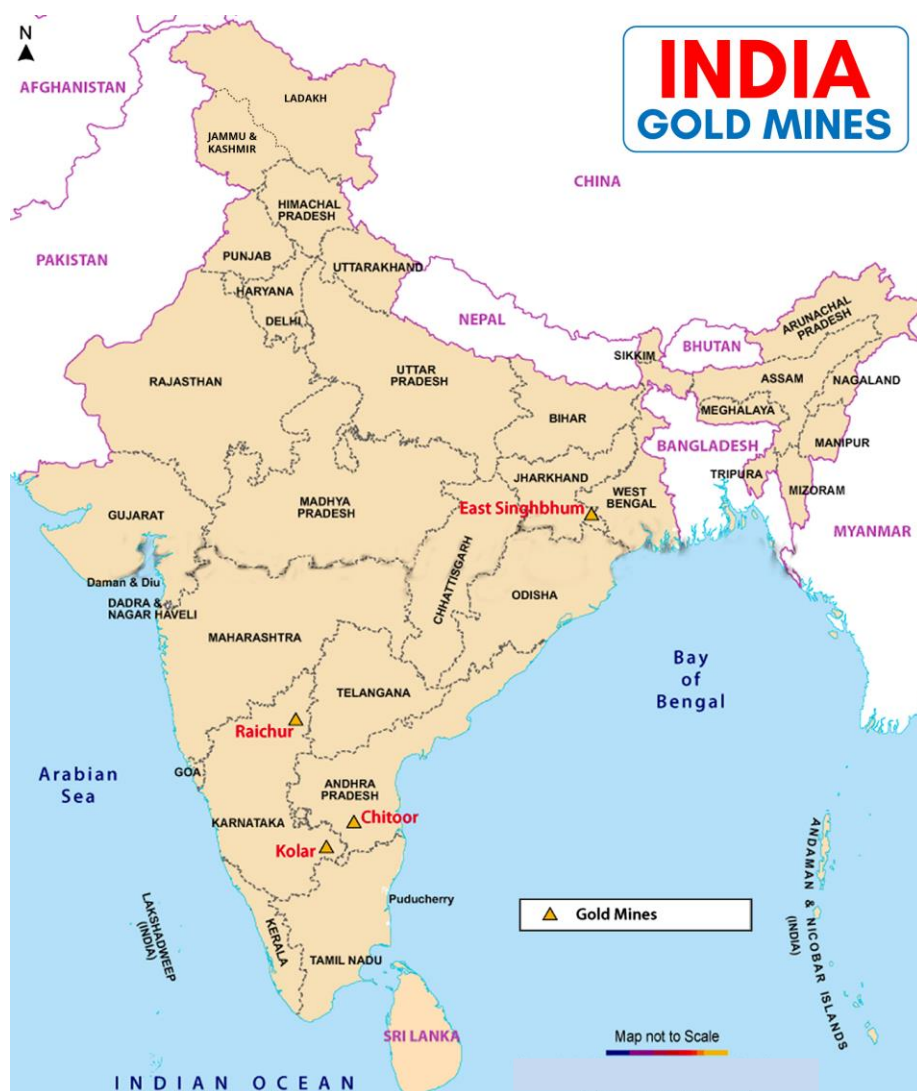 N
INDIA
GOLD MINES
AFGHANISTAN
LADAKH
JAMMU &
KASHMIR
CHINA
HIMACHAL
PRADESH
PAKISTAN
PUNJAB
UTTARAKHAND
HARYANA
DELHI
NEPAL
ARUNACHAL
PRADESH
SIKKIM
BHUTAN
RAJASTHAN
UTTAR
PRADESH
ASSAM
NAGALAND
MEGHALAYA
BIHAR
BANGLADESH
MANIPUR
JHARKHAND
TRIPURA
WEST
BENGAL
MIZORAM
MADHYA
PRADESH
East Singhbhum
GUJARAT
MYANMAR
CHHATTISGARH
Daman & Diu
ODISHA
DADRA &
NAGAR HAVELI
MAHARASHTRA
Bay
of
Bengal
TELANGANA
Raichur
Arabian
Sea
GOA
ANDHRA
PRADESH
KARNATAKA
Chitoor
Kolar
ANDAMAN & NICOBAR ISLANDS
(INDIA)
Puducherry
LAKSHADWEEP
(INDIA)
Gold Mines
KERALA
TAMIL NADU
SRI LANKA
Map not to Scale
INDIAN OCEAN